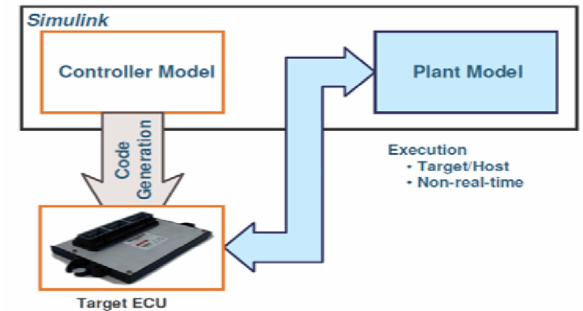 Simulink
Controller Model
Plant Model
Code
Generation
Execution
• Target/Host
• Non-real-time
Target ECU